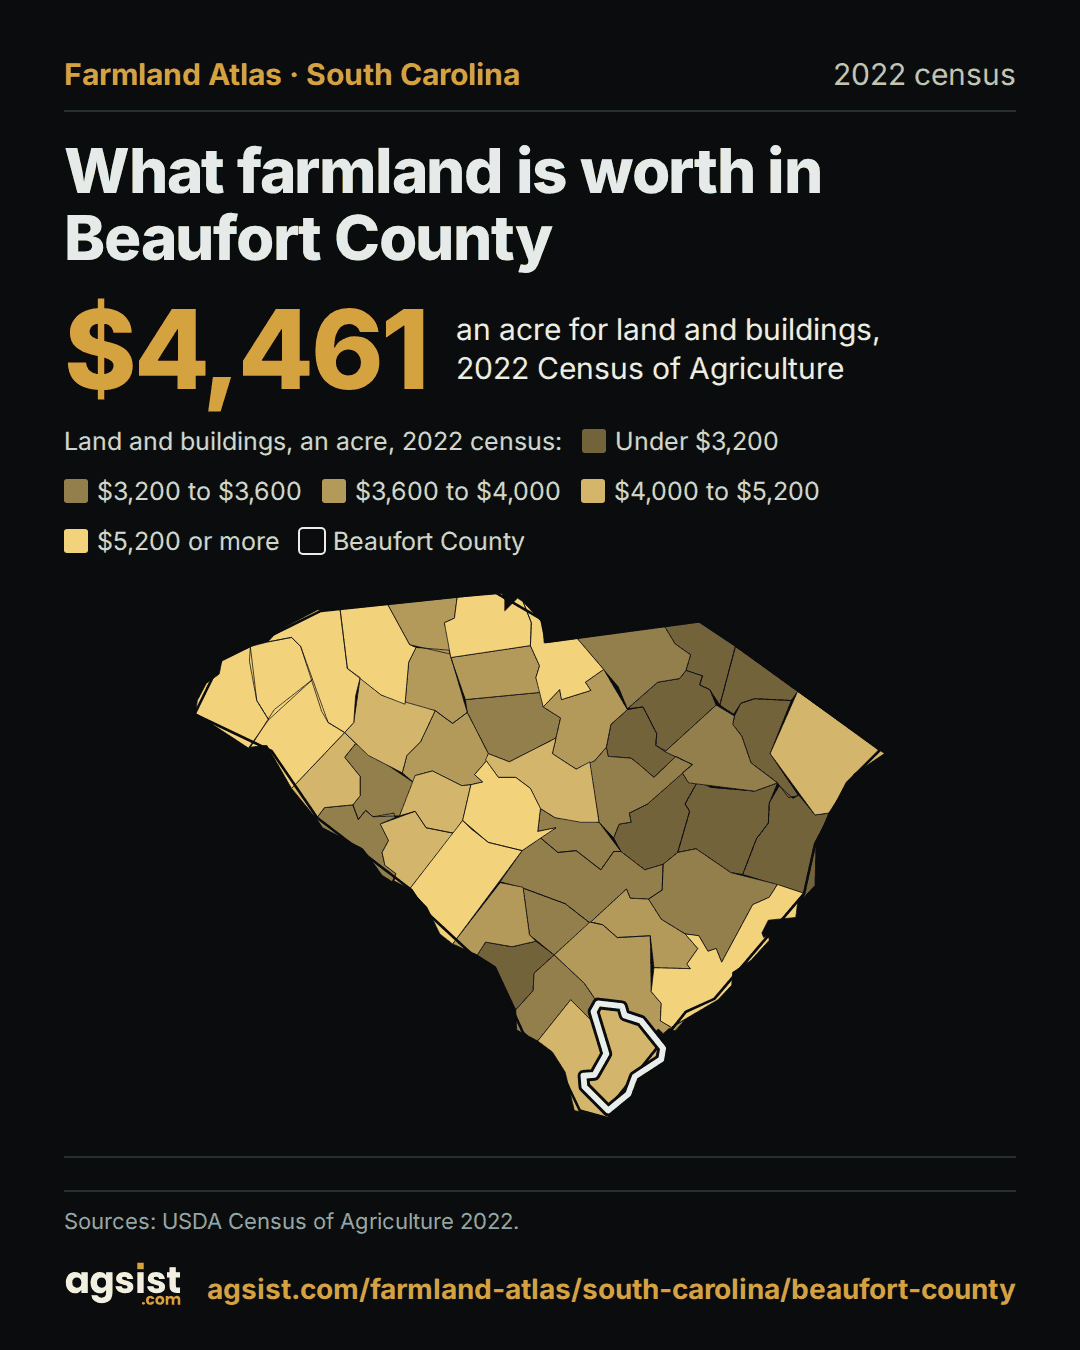 Farmland Atlas · South Carolina
2022 census
What farmland is worth in
Beaufort County
$4,461
an acre for land and buildings,
2022 Census of Agriculture
Land and buildings, an acre, 2022 census: Under $3,200
$3,200 to $3,600 $3,600 to $4,000 $4,000 to $5,200
$5,200 or more Beaufort County
Sources: USDA Census of Agriculture 2022.
agsist
.com
agsist.com/farmland-atlas/south-carolina/beaufort-county